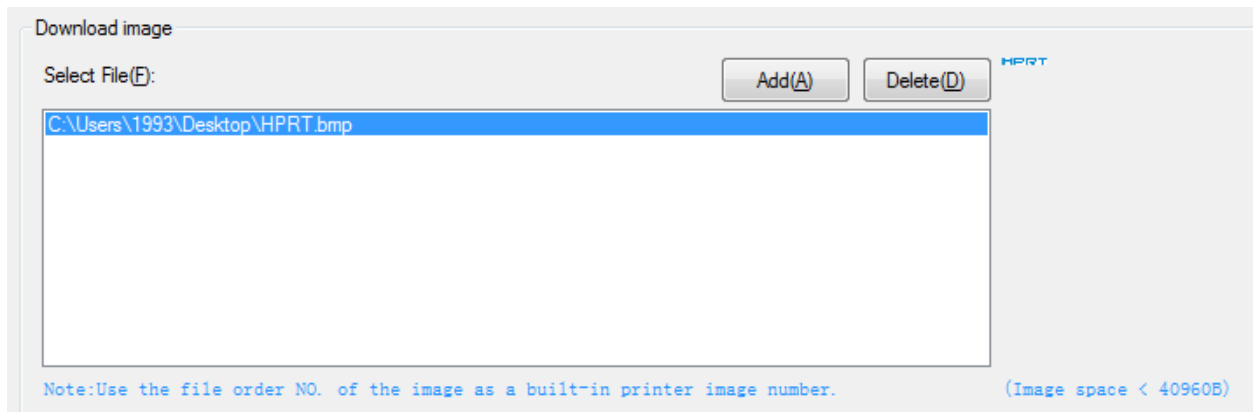 Download image
Select File(F):
Add(A)
Delete(D)
HPRT
C:\Users\1993\Desktop\HPRT.bmp
Note:Use the file order NO. of the image as a built-in printer image number.
(Image space < 40960B)